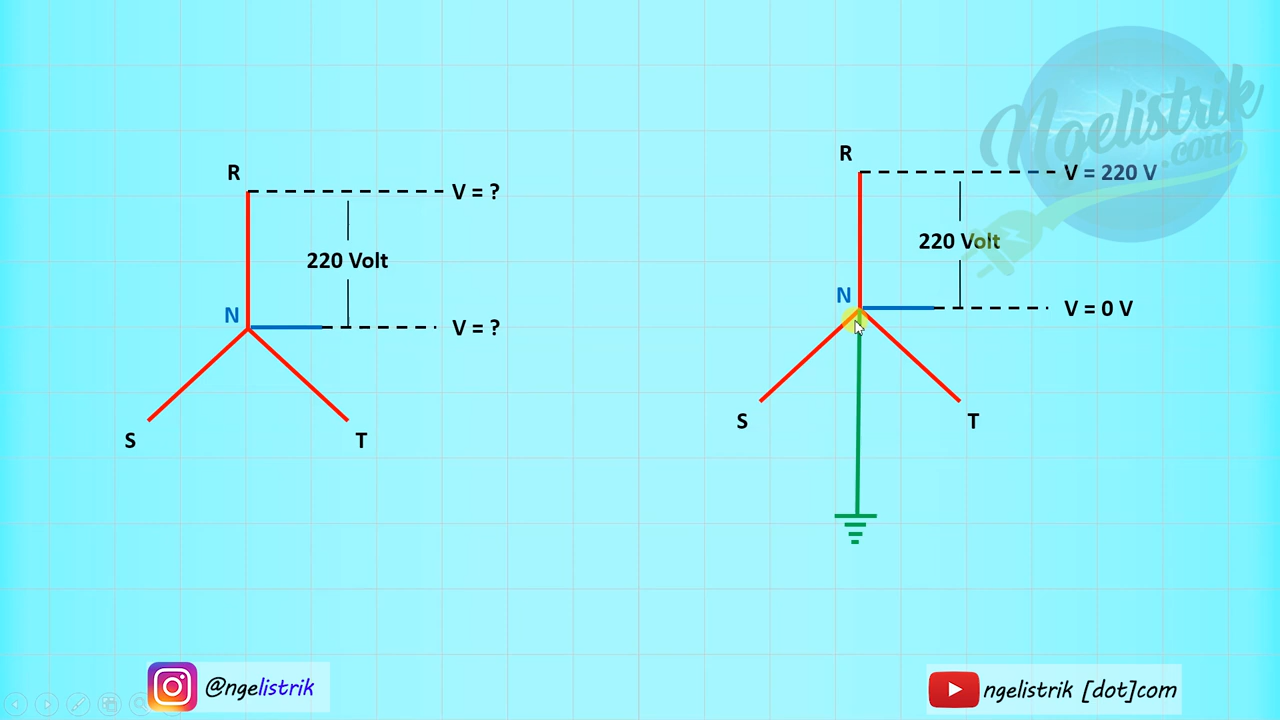 R
V = ?
220 Volt
N
V = ?
S
T
R
V = 220 V
220 Volt
N
V = 0 V
S
T
Ngelistrik
.com
@ngelistrik
ngelistrik [dot]com